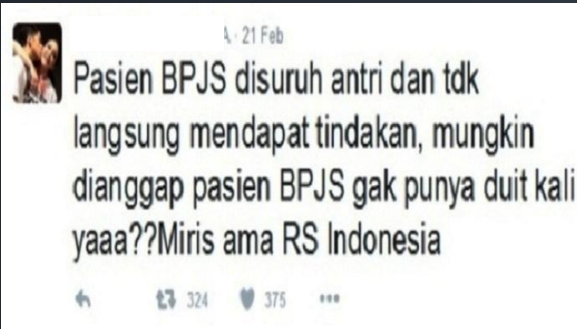 · 21 Feb
Pasien BPJS disuruh antri dan tdk
langsung mendapat tindakan, mungkin
dianggap pasien BPJS gak punya duit kali
yaaa??Miris ama RS Indonesia
324 375